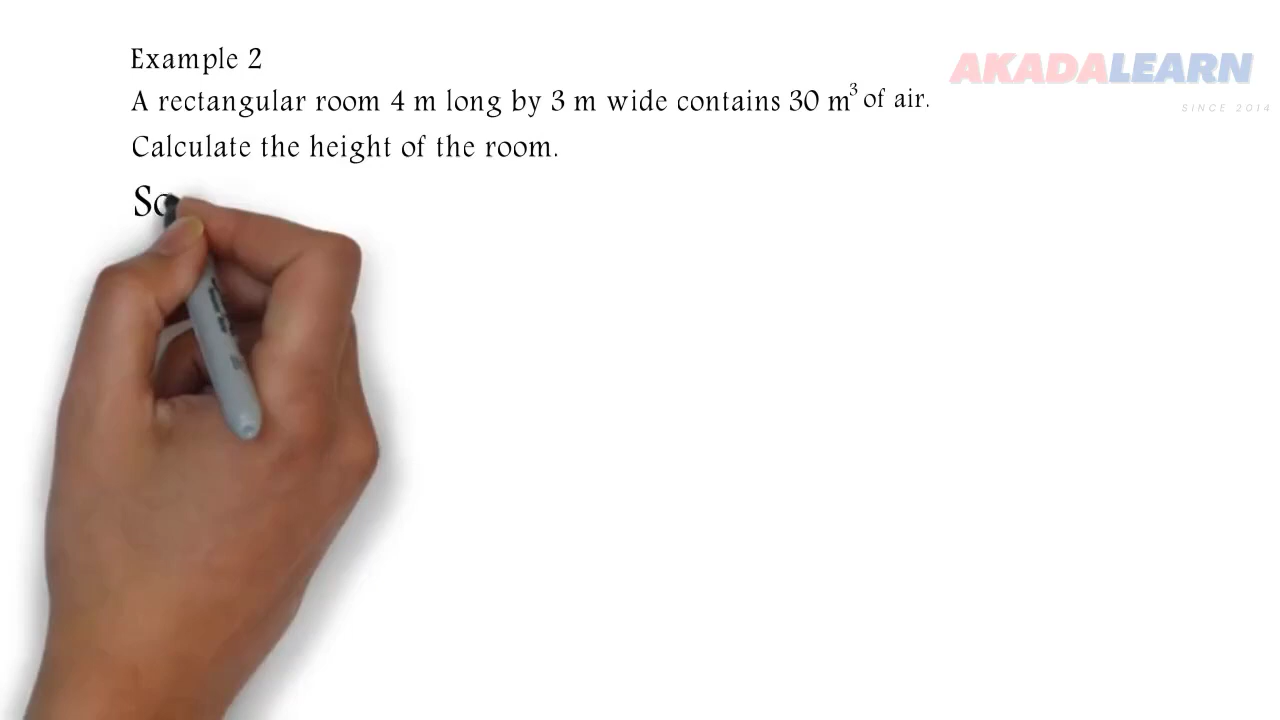 Example 2
AKADALEARN
SINCE 2014
A rectangular room 4 m long by 3 m wide contains 30 m³ of air.
Calculate the height of the room.
So